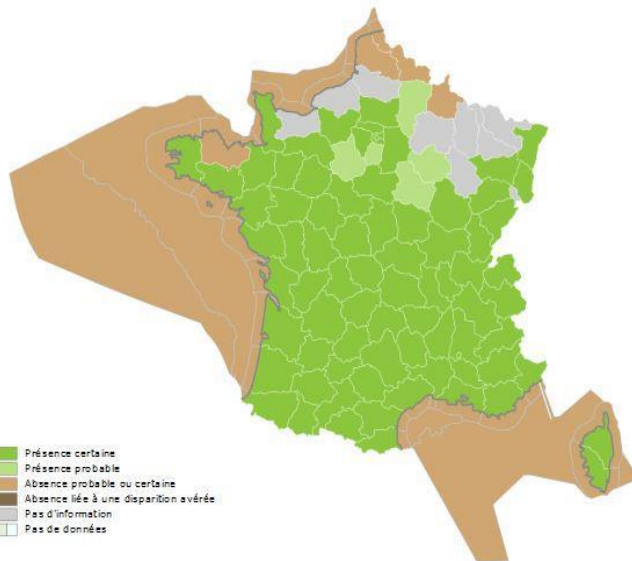 Présence certaine
Présence probable
Absence probable ou certaine
Absence liée à une disparition avérée
Pas d'information
Pas de données